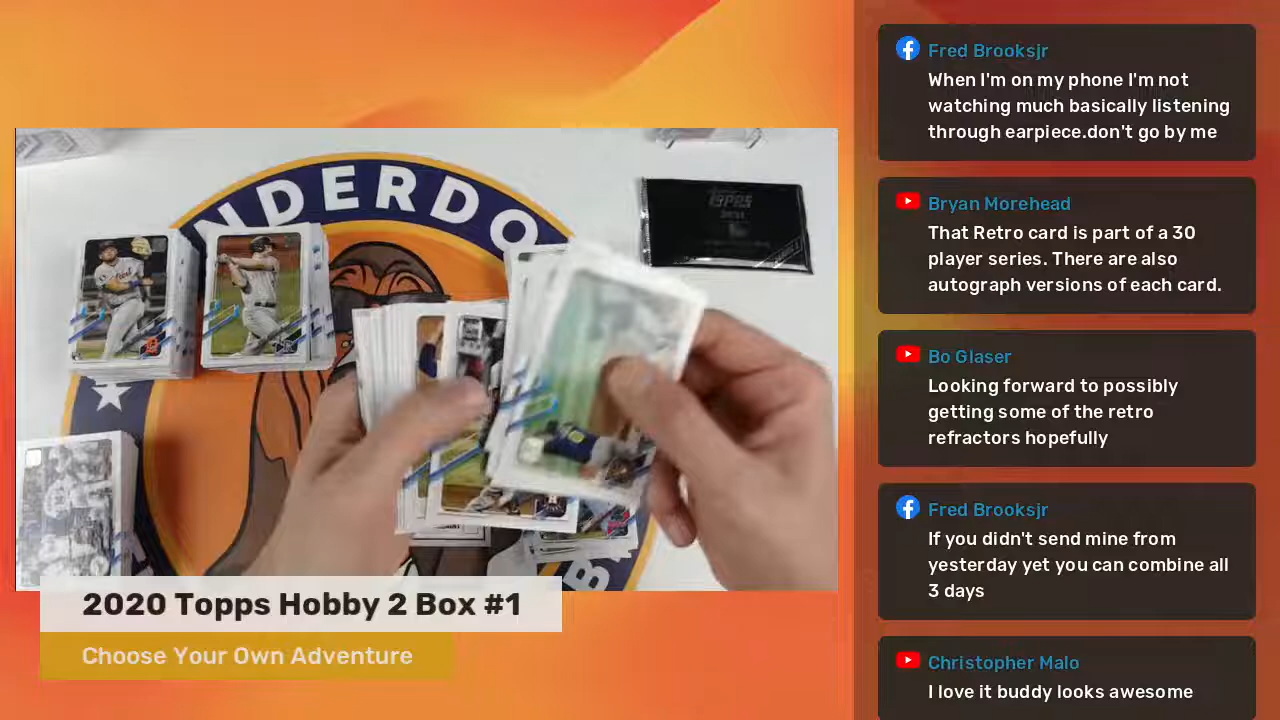 Fred Brooksjr
When I'm on my phone I'm not
watching much basically listening
through earpiece.don't go by me
Bryan Morehead
That Retro card is part of a 30
player series. There are also
autograph versions of each card.
Bo Glaser
Looking forward to possibly
getting some of the retro
refractors hopefully
Fred Brooksjr
If you didn't send mine from
yesterday yet you can combine all
3 days
Christopher Malo
I love it buddy looks awesome
NDERDO
TOPPS
B
2020 Topps Hobby 2 Box #1
Choose Your Own Adventure